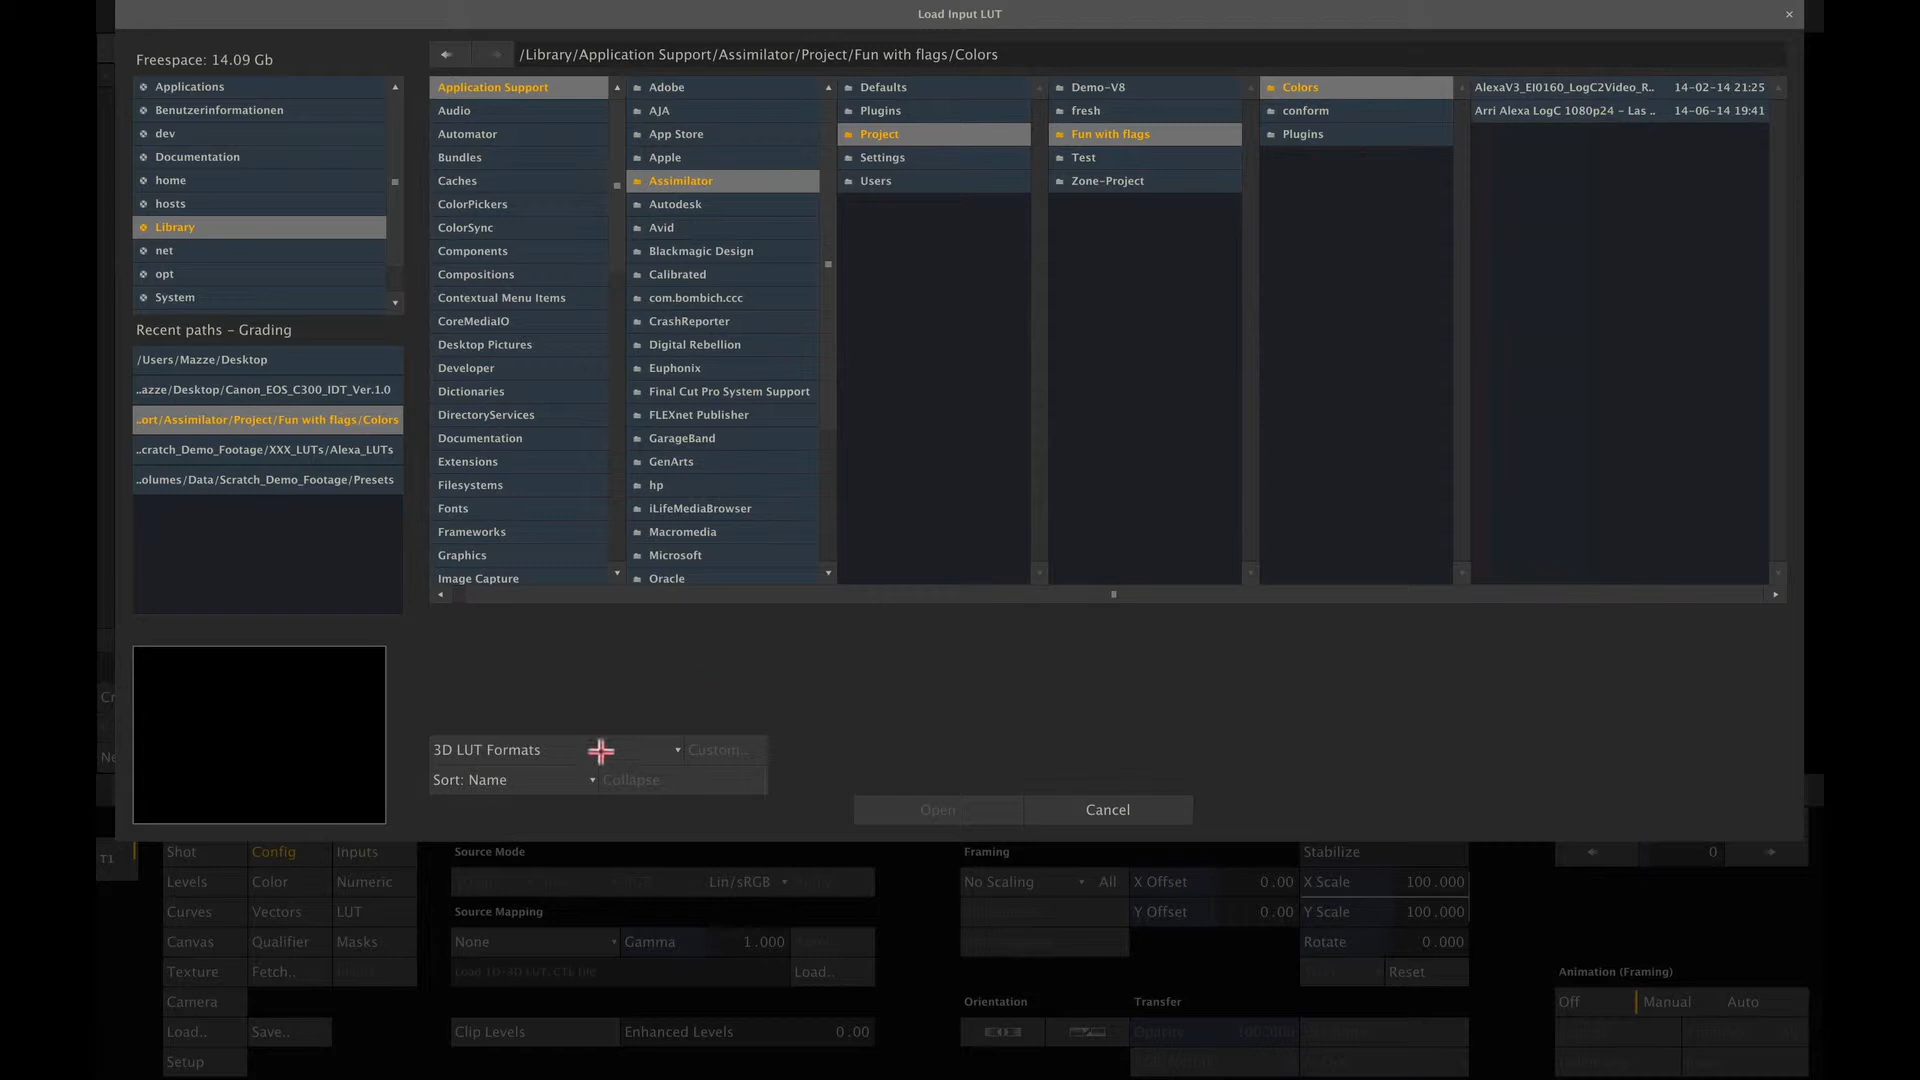 Load Input LUT
×
Freespace: 14.09 Gb
/Library/Application Support/Assimilator/Project/Fun with flags/Colors
Applications
Benutzerinformationen
dev
Documentation
home
hosts
Library
net
opt
System
Recent paths - Grading
/Users/Mazze/Desktop
..azze/Desktop/Canon_EOS_C300_IDT_Ver.1.0
..ort/Assimilator/Project/Fun with flags/Colors
..cratch_Demo_Footage/XXX_LUTs/Alexa_LUTs
..olumes/Data/Scratch_Demo_Footage/Presets
Application Support
Audio
Automator
Bundles
Caches
ColorPickers
ColorSync
Components
Compositions
Contextual Menu Items
CoreMediaIO
Desktop Pictures
Developer
Dictionaries
DirectoryServices
Documentation
Extensions
Filesystems
Fonts
Frameworks
Graphics
Image Capture
Adobe
AJA
App Store
Apple
Assimilator
Autodesk
Avid
Blackmagic Design
Calibrated
com.bombich.ccc
CrashReporter
Digital Rebellion
Euphonix
Final Cut Pro System Support
FLEXnet Publisher
GarageBand
GenArts
hp
iLifeMediaBrowser
Macromedia
Microsoft
Oracle
Defaults
Plugins
Project
Settings
Users
Demo-V8
fresh
Fun with flags
Test
Zone-Project
Colors
conform
Plugins
AlexaV3_EI0160_LogC2Video_R.. 14-02-14 21:25
Arri Alexa LogC 1080p24 - Las .. 14-06-14 19:41
3D LUT Formats Custom..
Sort: Name Collapse
Open Cancel
T1
Shot Config Inputs
Levels Color Numeric
Curves Vectors LUT
Canvas Qualifier Masks
Texture Fetch..
Camera
Load.. Save..
Setup
Source Mode
Lin/sRGB
Source Mapping
None Gamma 1.000
Load 1D-3D LUT, CTL file Load..
Clip Levels Enhanced Levels 0.00
Framing
No Scaling All X Offset 0.00
Y Offset 0.00
Orientation Transfer
Opacity 100.000
Stabilize
X Scale 100.000
Y Scale 100.000
Rotate 0.000
Reset
0
Animation (Framing)
Off Manual Auto